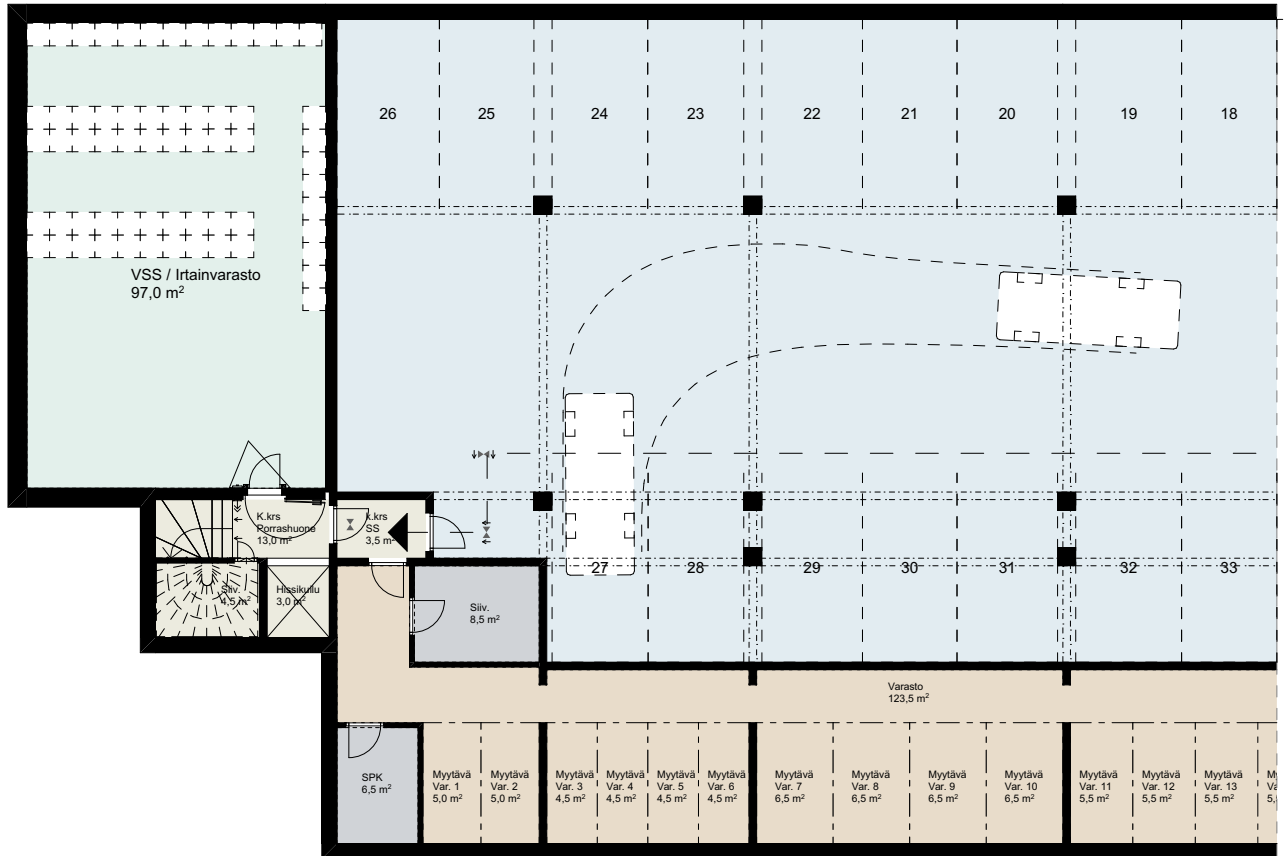 26
25
24
23
22
21
20
19
18
VSS / Irtainvarasto
97,0 m²
K.krs
Porrashuone
13,0 m²
k.krs
SS
3,5 m²
Siiv.
4,5 m²
Hissikuilu
3,0 m²
Siiv.
8,5 m²
27
28
29
30
31
32
33
Varasto
123,5 m²
SPK
6,5 m²
Myytävä
Var. 1
5,0 m²
Myytävä
Var. 2
5,0 m²
Myytävä
Var. 3
4,5 m²
Myytävä
Var. 4
4,5 m²
Myytävä
Var. 5
4,5 m²
Myytävä
Var. 6
4,5 m²
Myytävä
Var. 7
6,5 m²
Myytävä
Var. 8
6,5 m²
Myytävä
Var. 9
6,5 m²
Myytävä
Var. 10
6,5 m²
Myytävä
Var. 11
5,5 m²
Myytävä
Var. 12
5,5 m²
Myytävä
Var. 13
5,5 m²